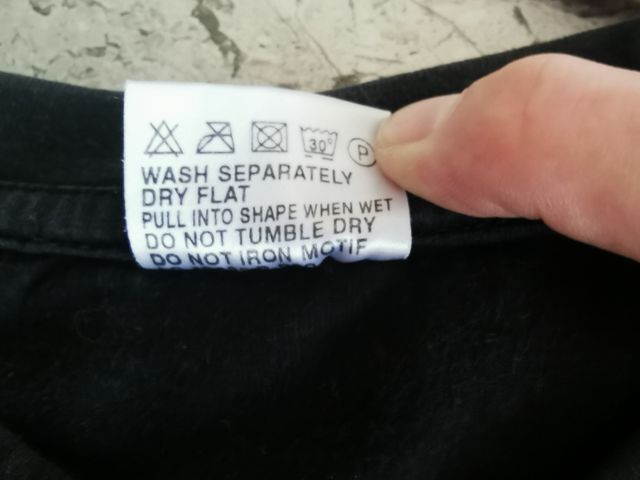 30°
P
WASH SEPARATELY
DRY FLAT
PULL INTO SHAPE WHEN WET
DO NOT TUMBLE DRY
DO NOT IRON MOTIF